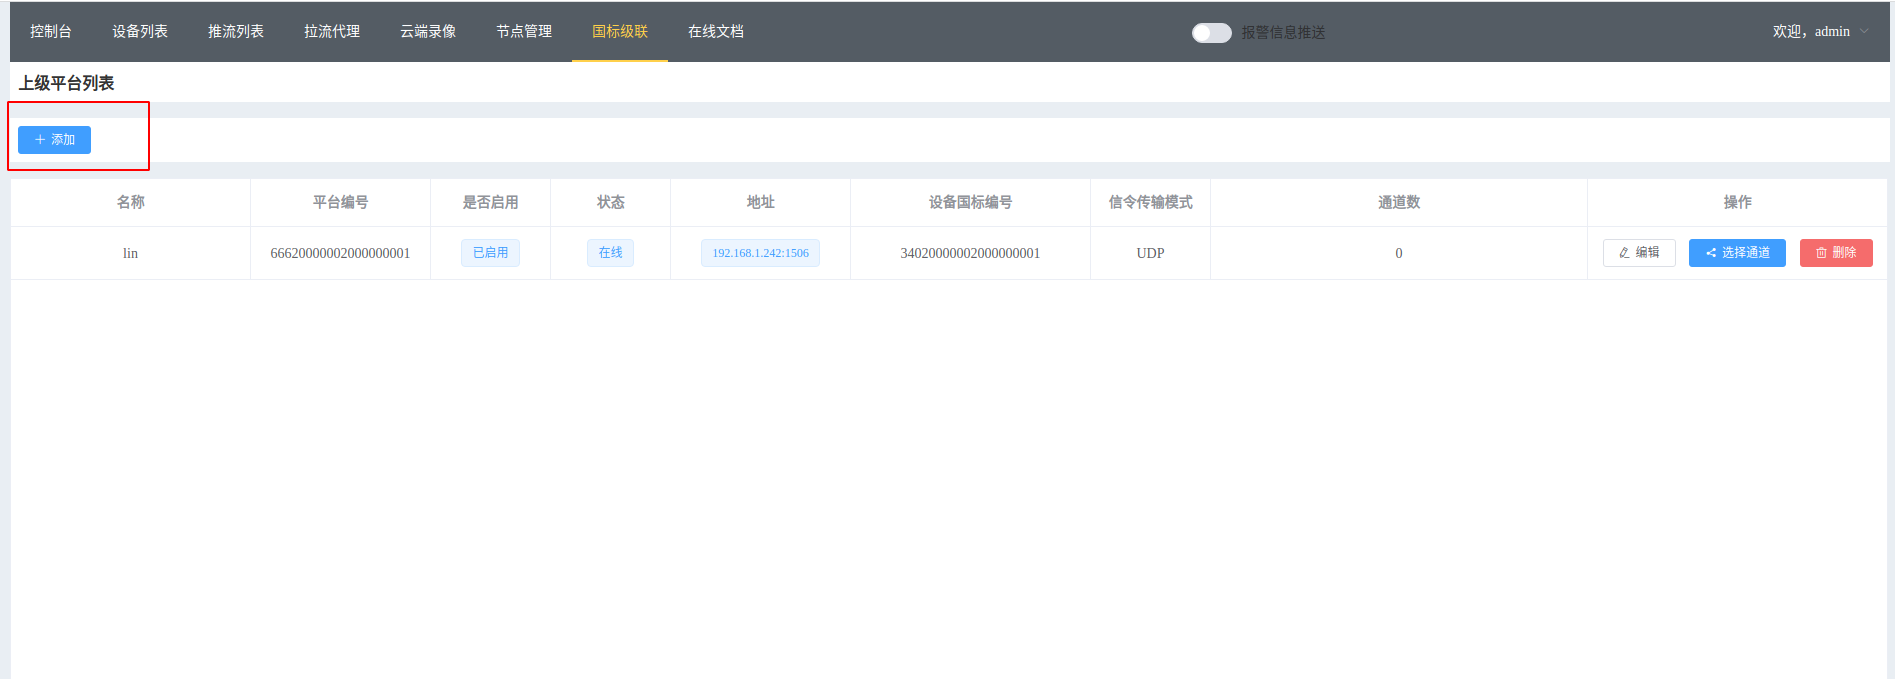 控制台 设备列表 推流列表 拉流代理 云端录像 节点管理 国标级联 在线文档 报警信息推送 欢迎，admin
上级平台列表
添加
名称 平台编号 是否启用 状态 地址 设备国标编号 信令传输模式 通道数 操作
lin 66620000002000000001 已启用 在线 192.168.1.242:1506 34020000002000000001 UDP 0 编辑 选择通道 删除